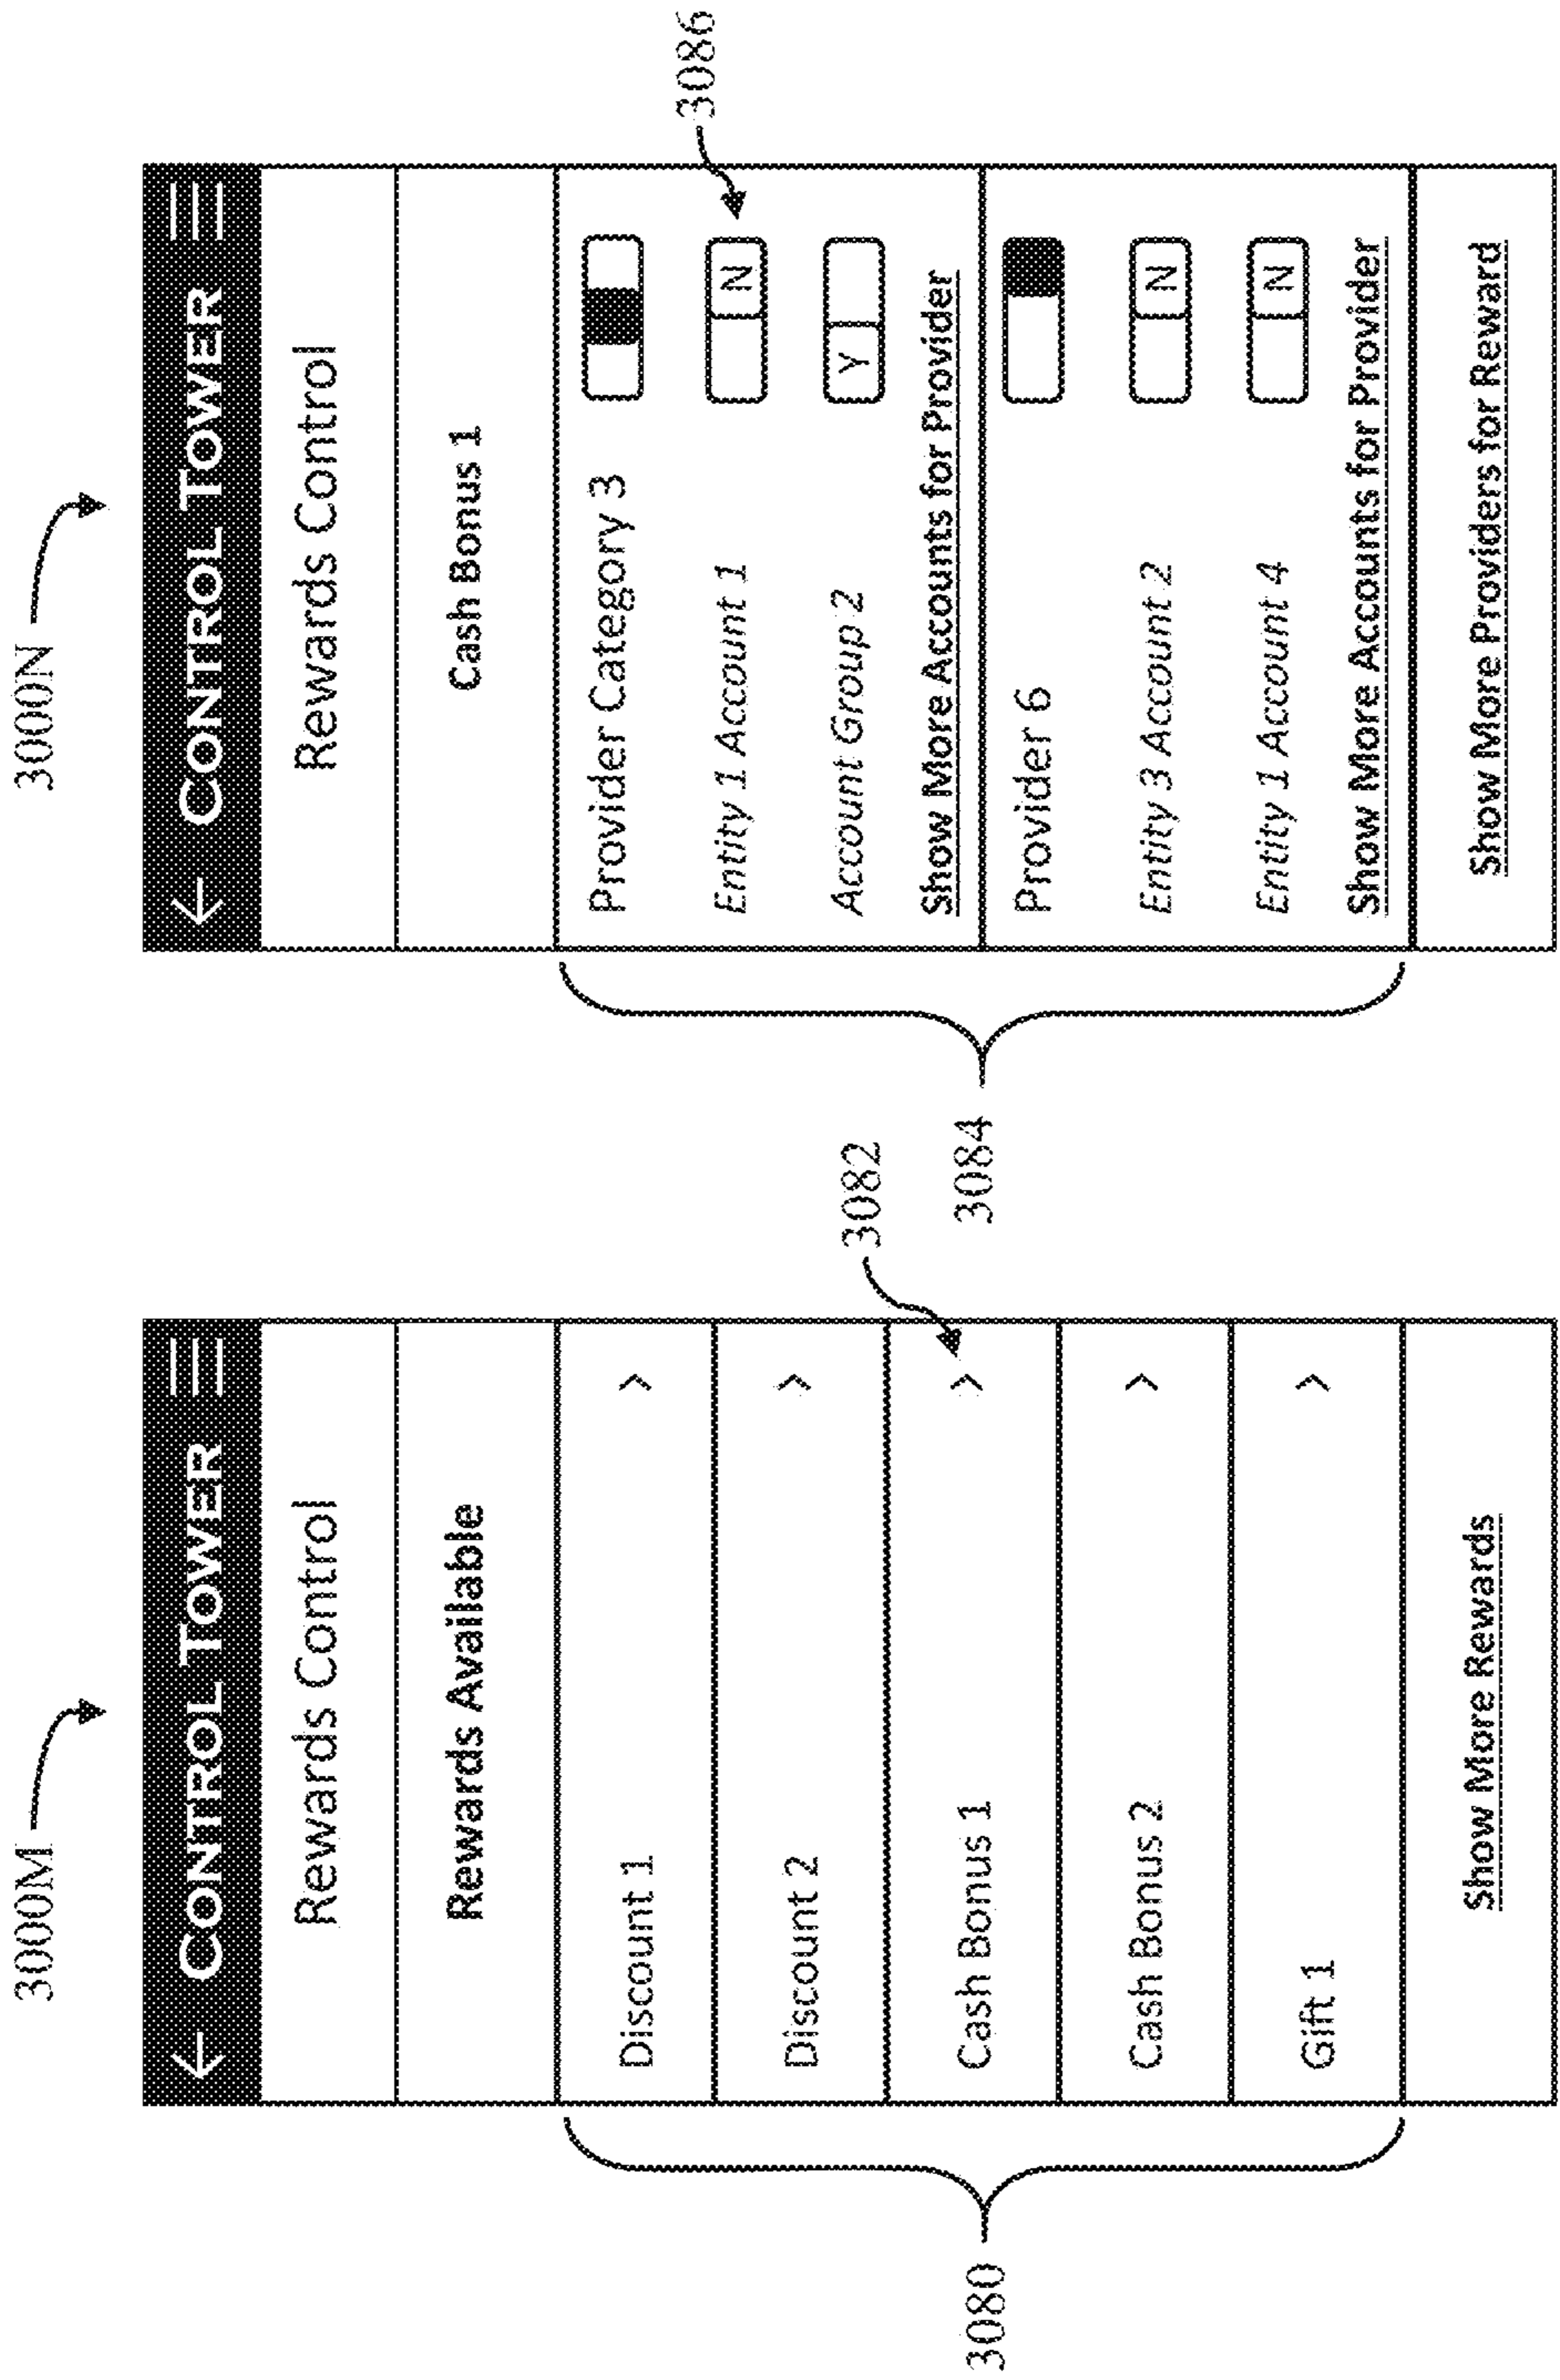 3000M
← CONTROL TOWER
Rewards Control
Rewards Available
Discount 1 >
Discount 2 >
Cash Bonus 1 >
Cash Bonus 2 >
Gift 1 >
Show More Rewards
3080
3082
3000N
← CONTROL TOWER
Rewards Control
Cash Bonus 1
Provider Category 3
Entity 1 Account 1 N
Account Group 2 Y
Show More Accounts for Provider
Provider 6
Entity 3 Account 2 N
Entity 1 Account 4 N
Show More Accounts for Provider
Show More Providers for Reward
3084
3086